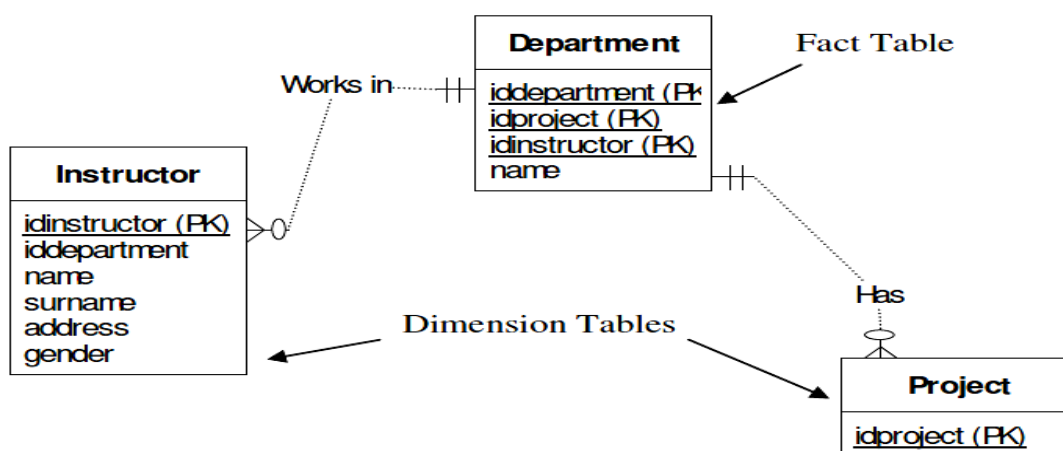 Department
Fact Table
iddepartment (PK
idproject (PK)
idinstructor (PK)
name
Works in
Instructor
idinstructor (PK)
iddepartment
name
surname
address
gender
Has
Dimension Tables
Project
idproject (PK)